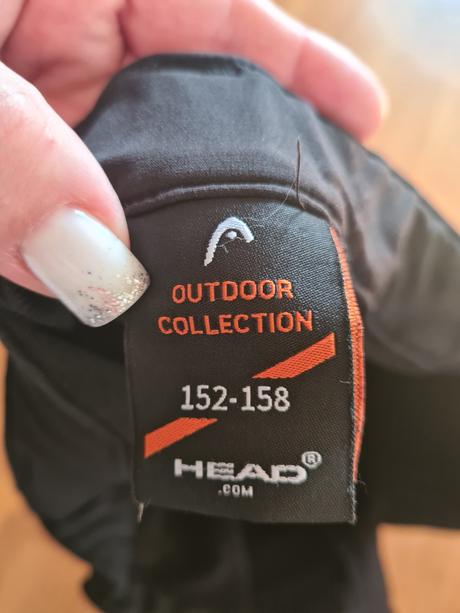 OUTDOOR
COLLECTION
152-158
HEAD®
.COM